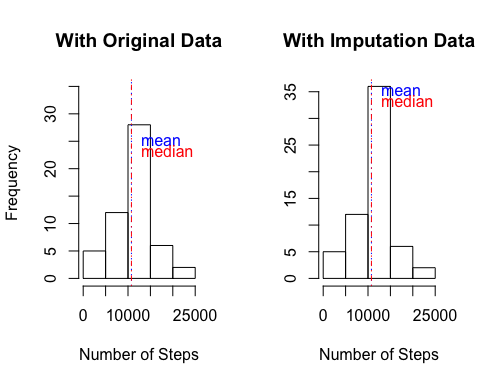 With Original Data
Frequency
30
20
10
5
0
mean
median
0 10000 25000
Number of Steps
With Imputation Data
35
25
15
5
0
mean
median
0 10000 25000
Number of Steps